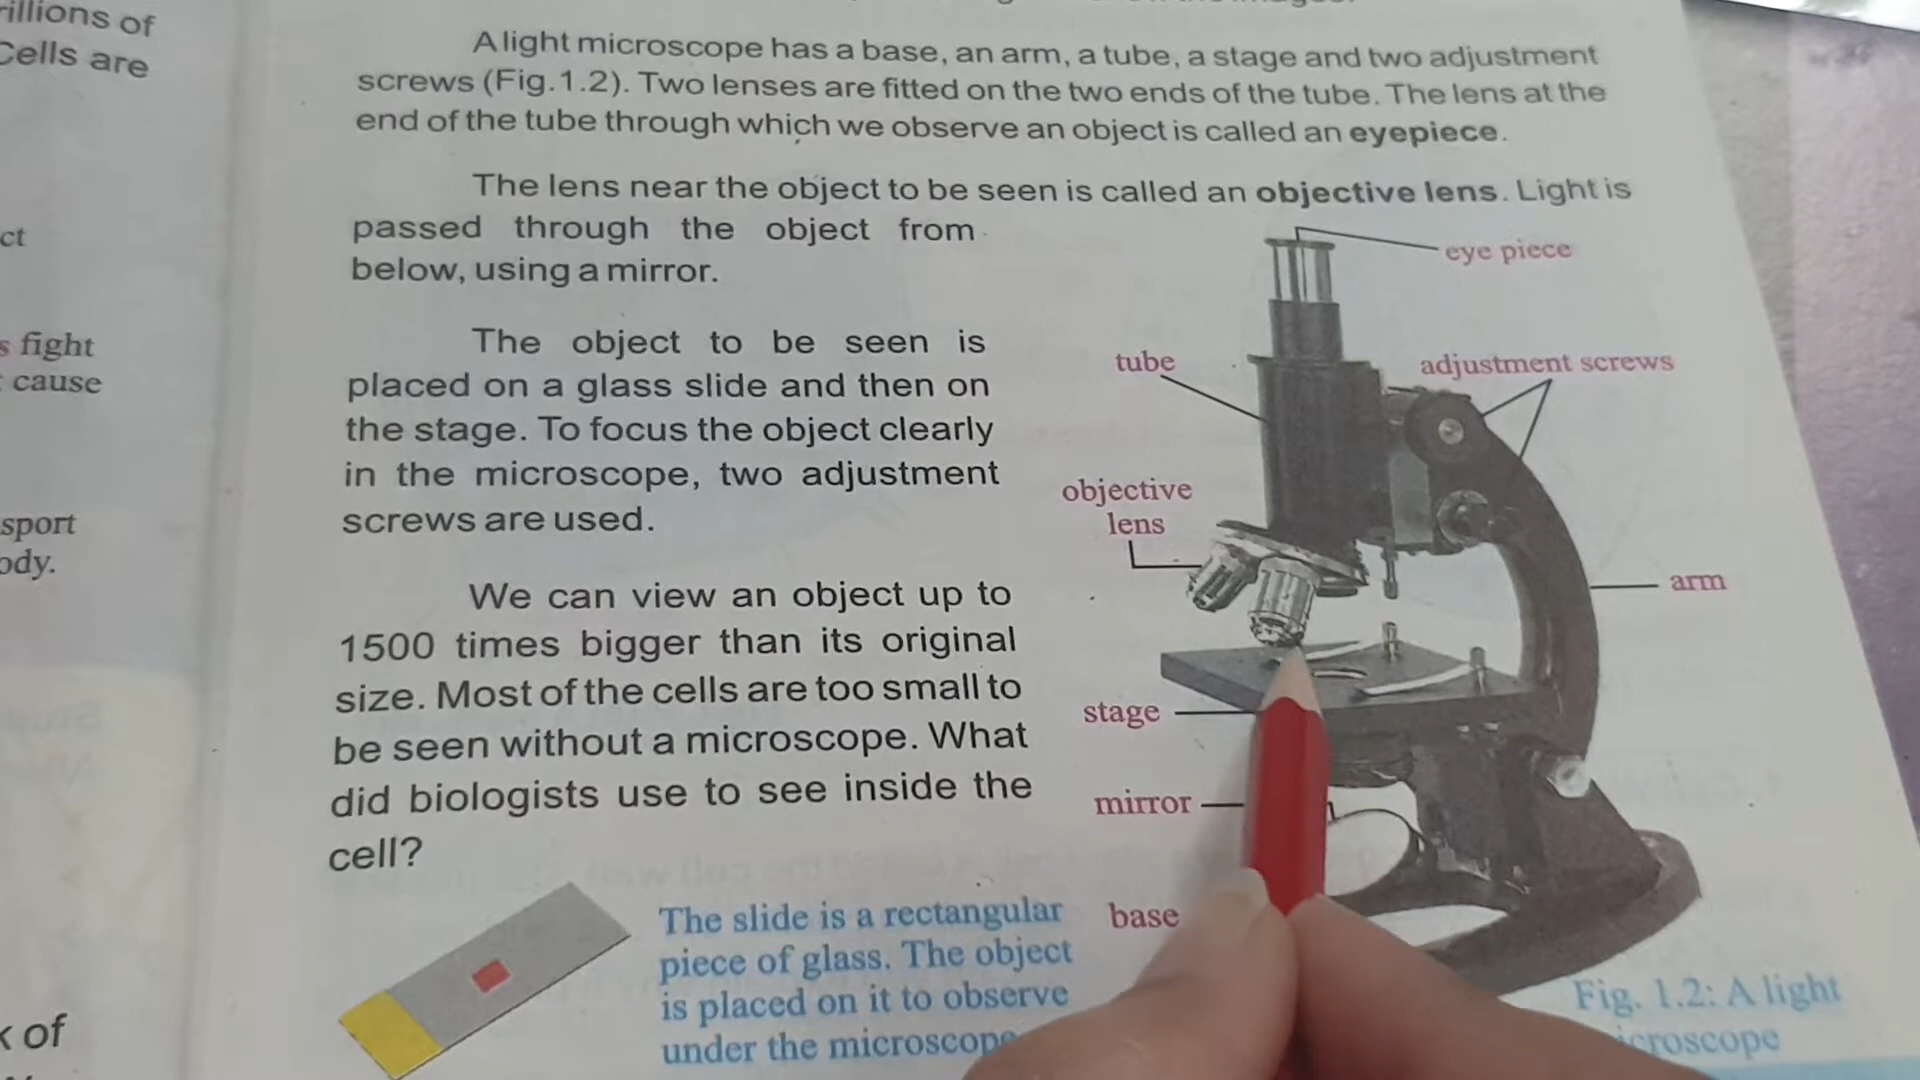 rillions of
Cells are
ct
s fight
cause
sport
ody.
k of
A light microscope has a base, an arm, a tube, a stage and two adjustment
screws (Fig.1.2). Two lenses are fitted on the two ends of the tube. The lens at the
end of the tube through which we observe an object is called an eyepiece.
The lens near the object to be seen is called an objective lens. Light is
passed through the object from
below, using a mirror.
The object to be seen is
placed on a glass slide and then on
the stage. To focus the object clearly
in the microscope, two adjustment
screws are used.
We can view an object up to
1500 times bigger than its original
size. Most of the cells are too small to
be seen without a microscope. What
did biologists use to see inside the
cell?
The slide is a rectangular
piece of glass. The object
is placed on it to observe
under the microscope
eye piece
tube
adjustment screws
objective
lens
arm
stage
mirror
base
Fig. 1.2: A light
icroscope